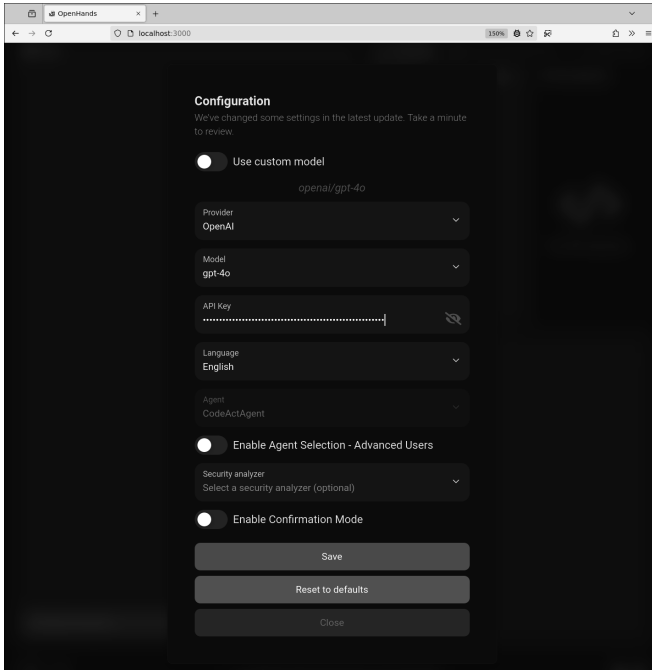 OpenHands
localhost:3000
150%
Configuration
We've changed some settings in the latest update. Take a minute
to review.
Use custom model
openai/gpt-4o
Provider
OpenAI
Model
gpt-4o
API Key
Language
English
Agent
CodeActAgent
Enable Agent Selection - Advanced Users
Security analyzer
Select a security analyzer (optional)
Enable Confirmation Mode
Save
Reset to defaults
Close